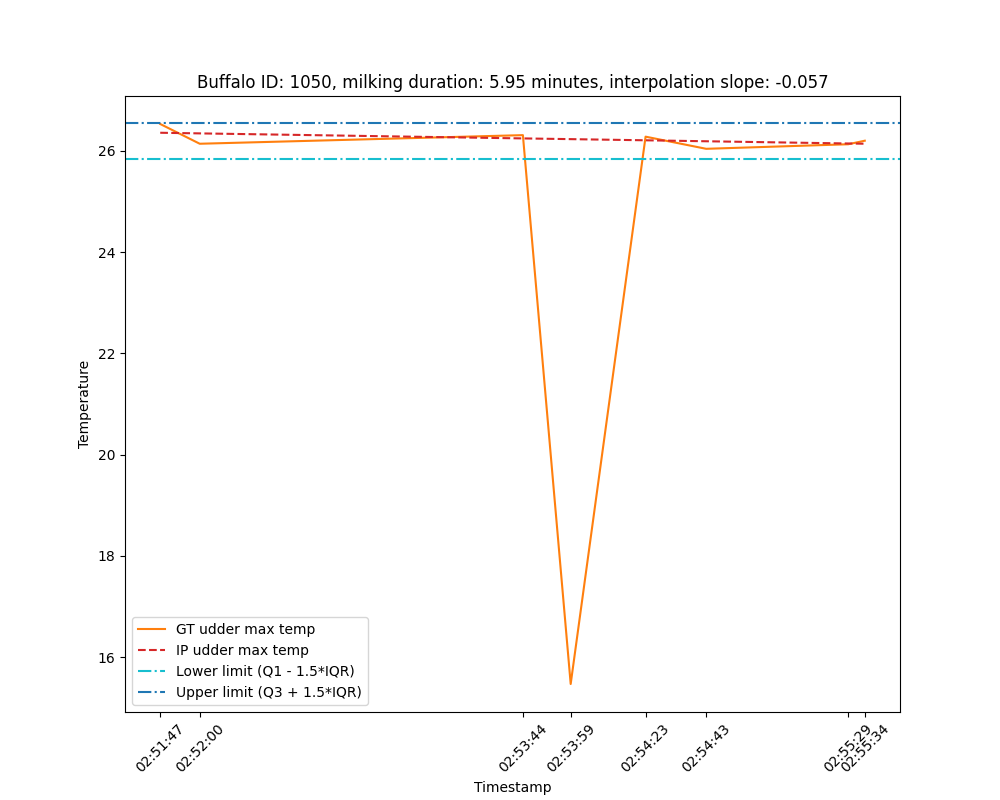 Buffalo ID: 1050, milking duration: 5.95 minutes, interpolation slope: -0.057
Temperature
26
24
22
20
18
16
GT udder max temp
IP udder max temp
Lower limit (Q1 - 1.5*IQR)
Upper limit (Q3 + 1.5*IQR)
02:51:47
02:52:00
02:53:44
02:53:59
02:54:23
02:54:43
02:55:29
02:55:34
Timestamp